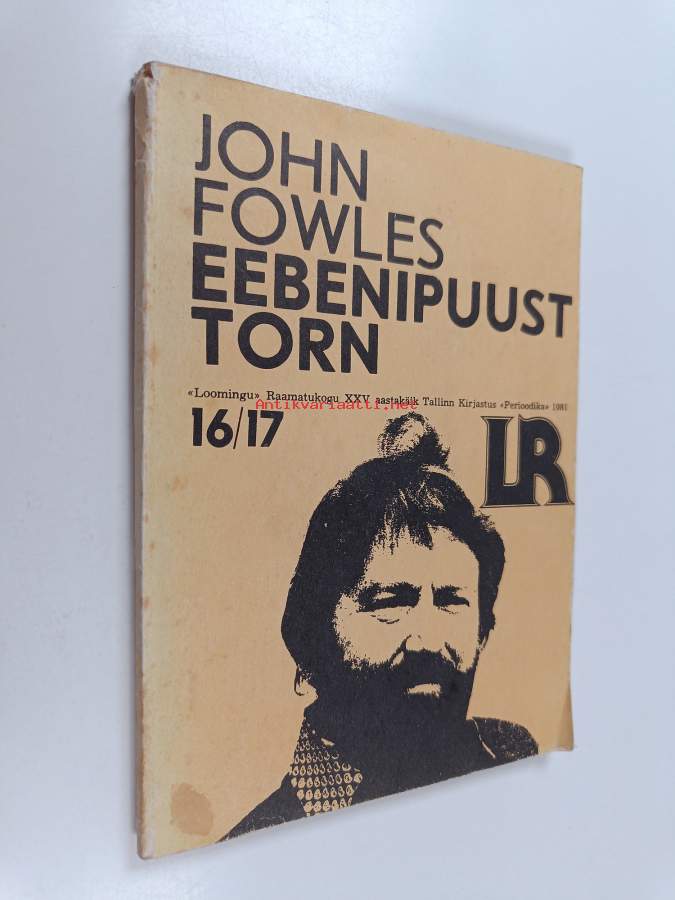 JOHN
FOWLES
EEBENIPUUST
TORN
«Loomingu» Raamatukogu XXV aastakäik Tallinn Kirjastus «Perioodika» 1981
Antikvariaatti.net
16/17
LR